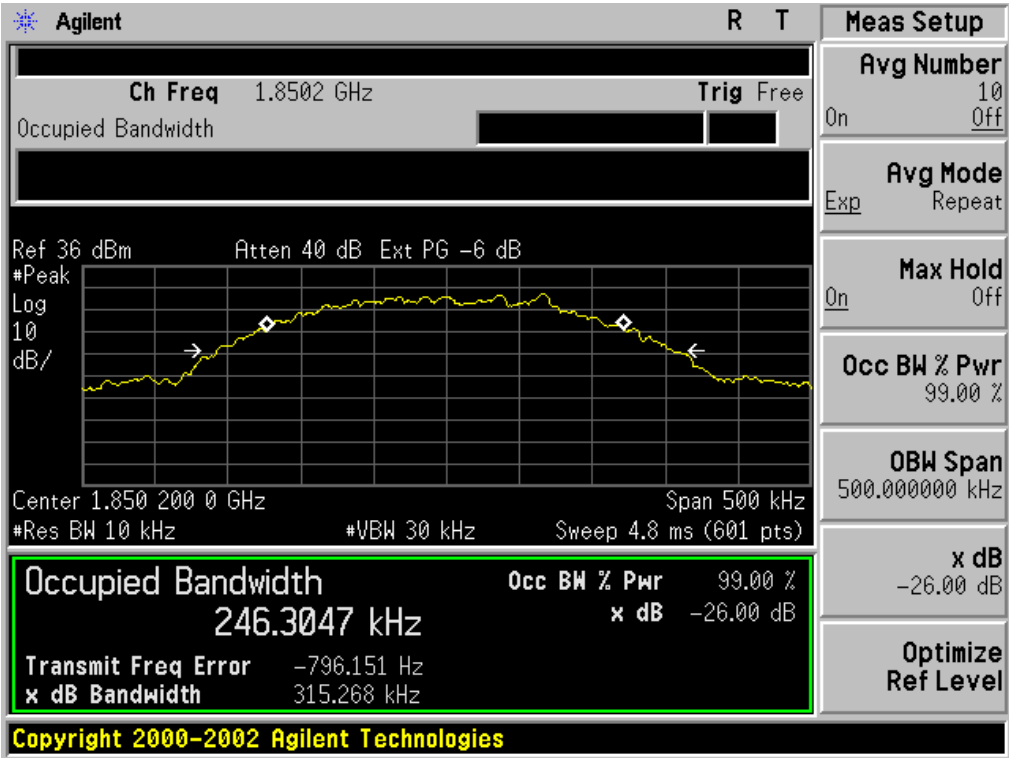 Agilent R T Meas Setup
Ch Freq 1.8502 GHz Trig Free
Occupied Bandwidth
Avg Number
10
On Off
Avg Mode
Exp Repeat
Max Hold
On Off
Occ BW % Pwr
99.00 %
OBW Span
500.000000 kHz
x dB
-26.00 dB
Optimize
Ref Level
Ref 36 dBm Atten 40 dB Ext PG -6 dB
#Peak
Log
10
dB/
Center 1.850 200 0 GHz Span 500 kHz
#Res BW 10 kHz #VBW 30 kHz Sweep 4.8 ms (601 pts)
Occupied Bandwidth Occ BW % Pwr 99.00 %
246.3047 kHz x dB -26.00 dB
Transmit Freq Error -796.151 Hz
x dB Bandwidth 315.268 kHz
Copyright 2000-2002 Agilent Technologies